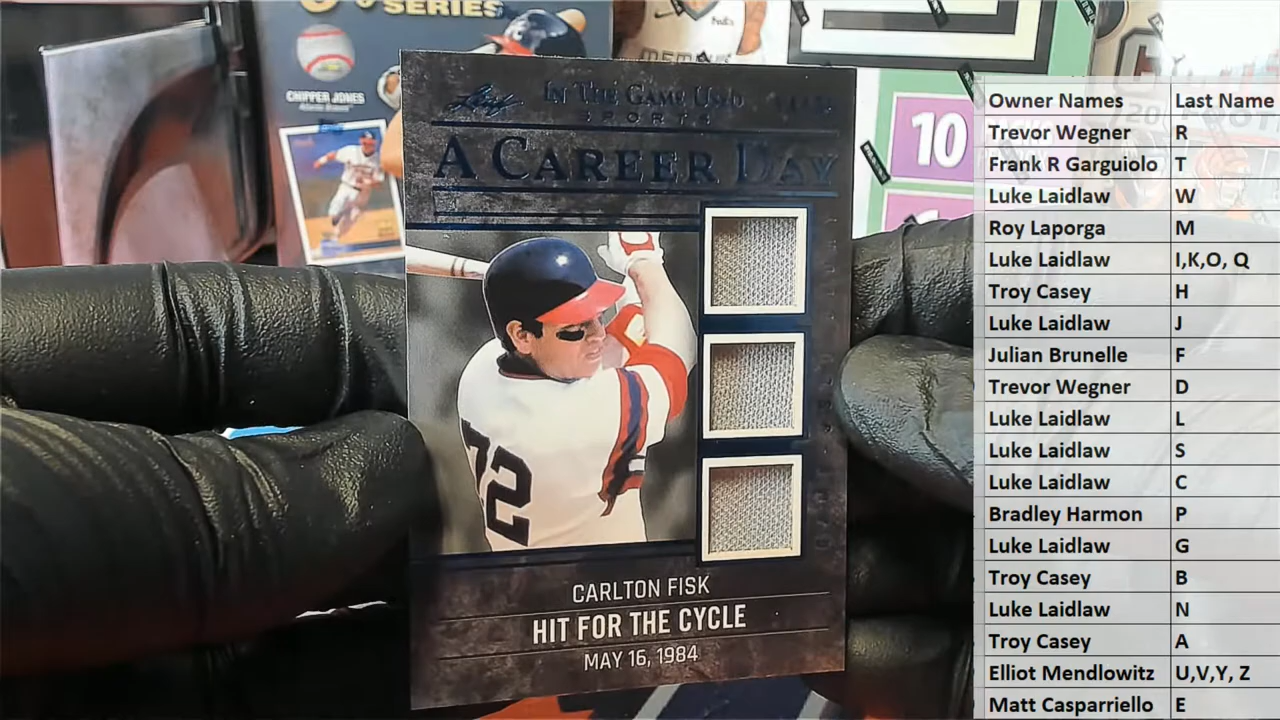 SERIES
CHIPPER JONES
MEMPHIS
Leaf
IN THE GAME USED
SPORTS
A CAREER DAY
72
CARLTON FISK
HIT FOR THE CYCLE
MAY 16, 1984
10
Owner Names Last Name
Trevor Wegner R
Frank R Garguiolo T
Luke Laidlaw W
Roy Laporga M
Luke Laidlaw I,K,O, Q
Troy Casey H
Luke Laidlaw J
Julian Brunelle F
Trevor Wegner D
Luke Laidlaw L
Luke Laidlaw S
Luke Laidlaw C
Bradley Harmon P
Luke Laidlaw G
Troy Casey B
Luke Laidlaw N
Troy Casey A
Elliot Mendlowitz U,V,Y, Z
Matt Casparriello E